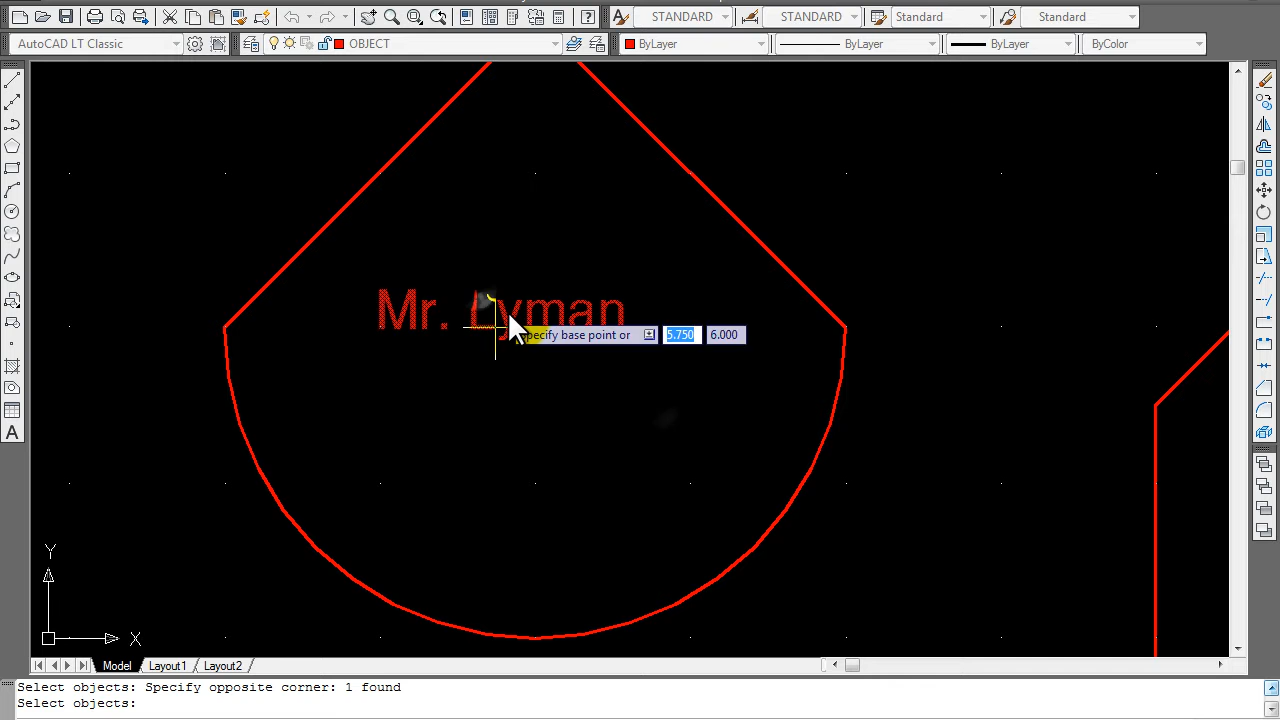 STANDARD STANDARD Standard Standard
AutoCAD LT Classic OBJECT ByLayer ByLayer ByLayer ByColor
Mr. Lyman
specify base point or 5.750 6.000
Y
X
Model Layout1 Layout2
Select objects: Specify opposite corner: 1 found
Select objects:
A